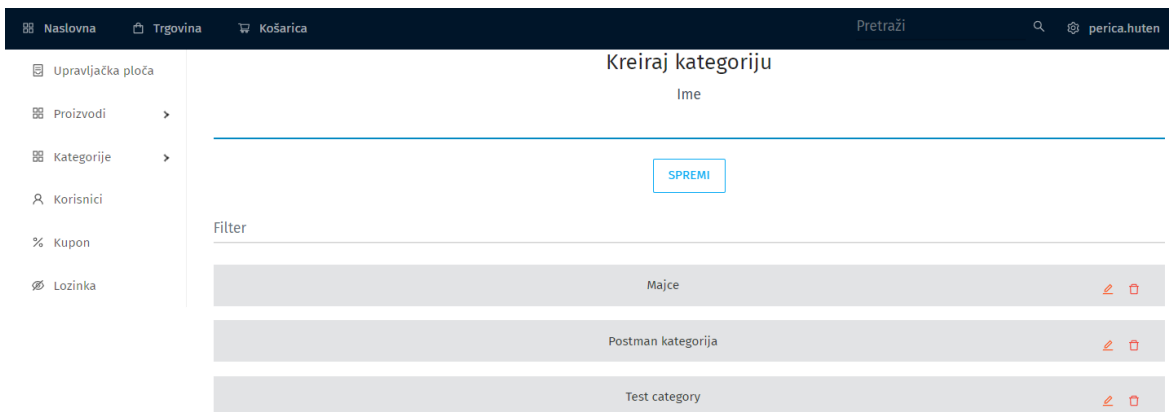 Naslovna Trgovina Košarica Pretraži perica.huten
Upravljačka ploča
Proizvodi
Kategorije
Korisnici
% Kupon
Lozinka
Kreiraj kategoriju
Ime
SPREMI
Filter
Majce
Postman kategorija
Test category